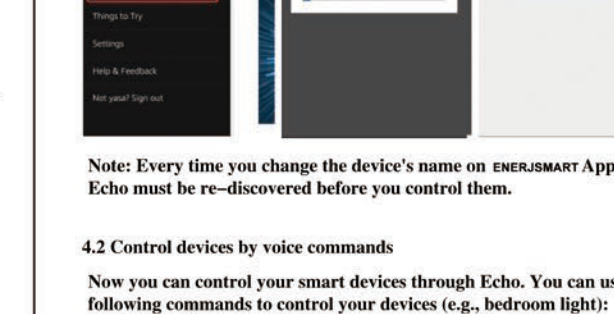 Things to Try
Settings
Help & Feedback
Not yasa? Sign out
Note: Every time you change the device's name on ENERJSMART App
Echo must be re-discovered before you control them.
4.2 Control devices by voice commands
Now you can control your smart devices through Echo. You can us
following commands to control your devices (e.g., bedroom light):